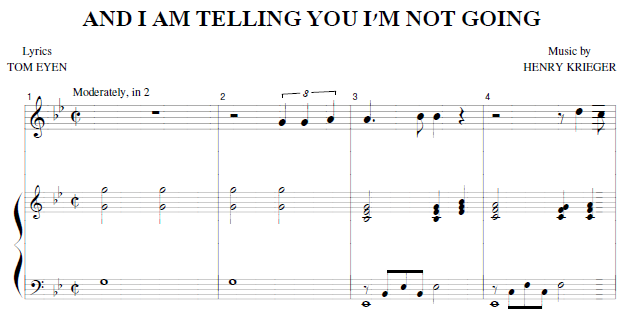 AND I AM TELLING YOU I'M NOT GOING
Lyrics
TOM EYEN
Music by
HENRY KRIEGER
Moderately, in 2
1
2
3
3
4